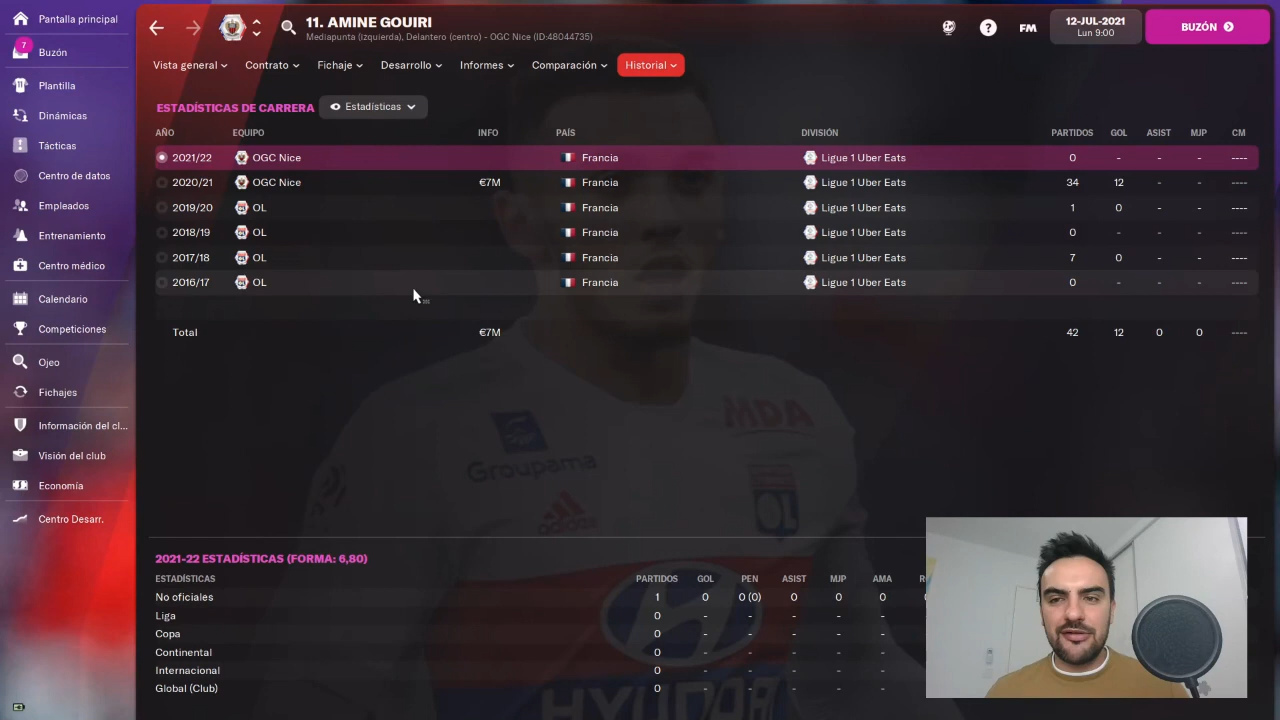 Pantalla principal
7
Buzón
Plantilla
Dinámicas
Tácticas
Centro de datos
Empleados
Entrenamiento
Centro médico
Calendario
Competiciones
Ojeo
Fichajes
Información del cl...
Visión del club
Economía
Centro Desarr.
11. AMINE GOUIRI
Mediapunta (izquierda), Delantero (centro) - OGC Nice (ID:48044735)
FM
12-JUL-2021
Lun 9:00
BUZÓN
Vista general Contrato Fichaje Desarrollo Informes Comparación Historial
ESTADÍSTICAS DE CARRERA Estadísticas
AÑO EQUIPO INFO PAÍS DIVISIÓN PARTIDOS GOL ASIST MJP CM
2021/22 OGC Nice Francia Ligue 1 Uber Eats 0 - - - ----
2020/21 OGC Nice €7M Francia Ligue 1 Uber Eats 34 12 - - ----
2019/20 OL Francia Ligue 1 Uber Eats 1 0 - - ----
2018/19 OL Francia Ligue 1 Uber Eats 0 - - - ----
2017/18 OL Francia Ligue 1 Uber Eats 7 0 - - ----
2016/17 OL Francia Ligue 1 Uber Eats 0 - - - ----
Total €7M 42 12 0 0 ----
MDA
Groupama
adidas
OL
HYUNDAI
2021-22 ESTADÍSTICAS (FORMA: 6,80)
ESTADÍSTICAS PARTIDOS GOL PEN ASIST MJP AMA
No oficiales 1 0 0 (0) 0 0 0
Liga 0 - - - - -
Copa 0 - - - - -
Continental 0 - - - - -
Internacional 0 - - - - -
Global (Club) 0 - - - - -